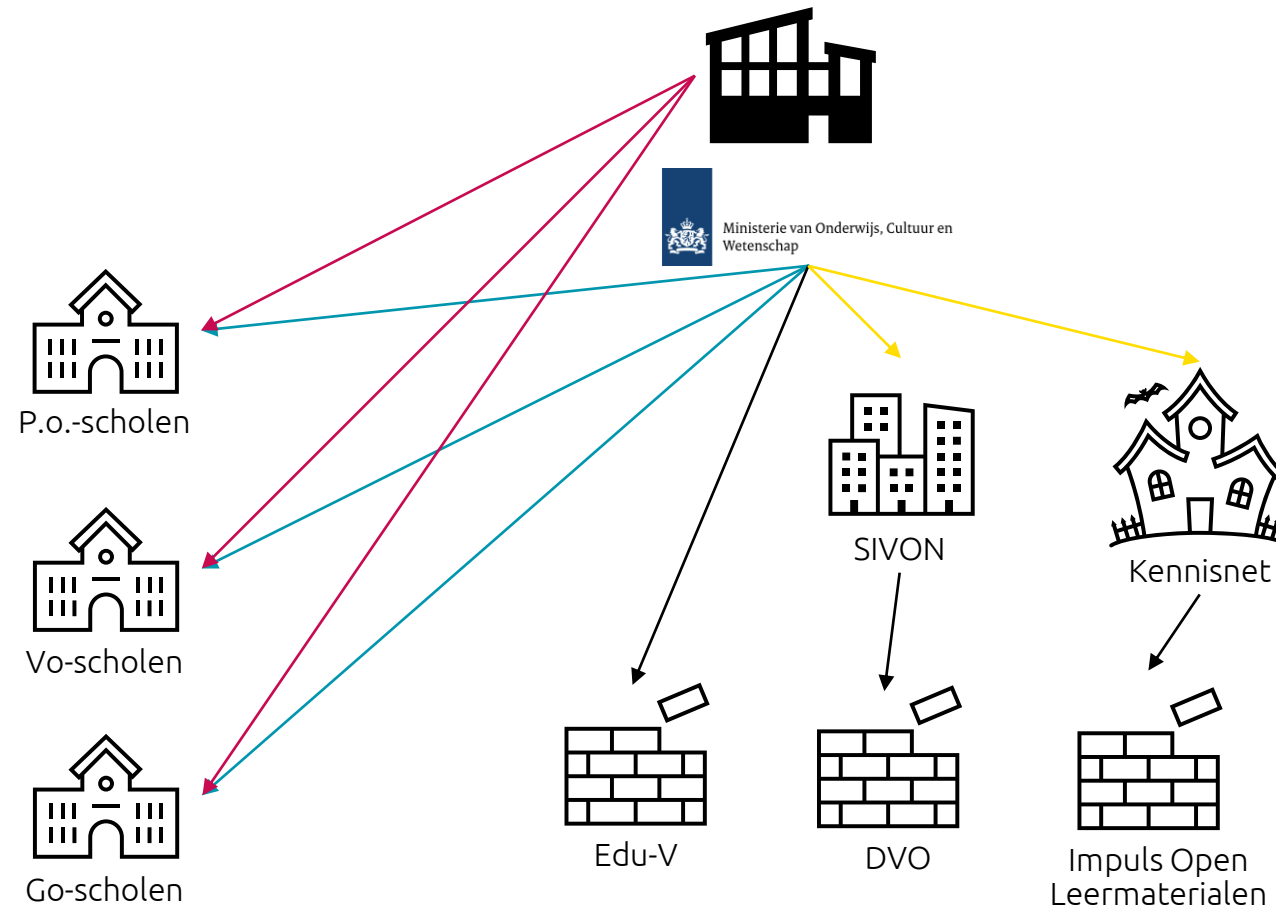 Ministerie van Onderwijs, Cultuur en
Wetenschap
P.o.-scholen
SIVON
Kennisnet
Vo-scholen
Edu-V
DVO
Impuls Open
Leermaterialen
Go-scholen